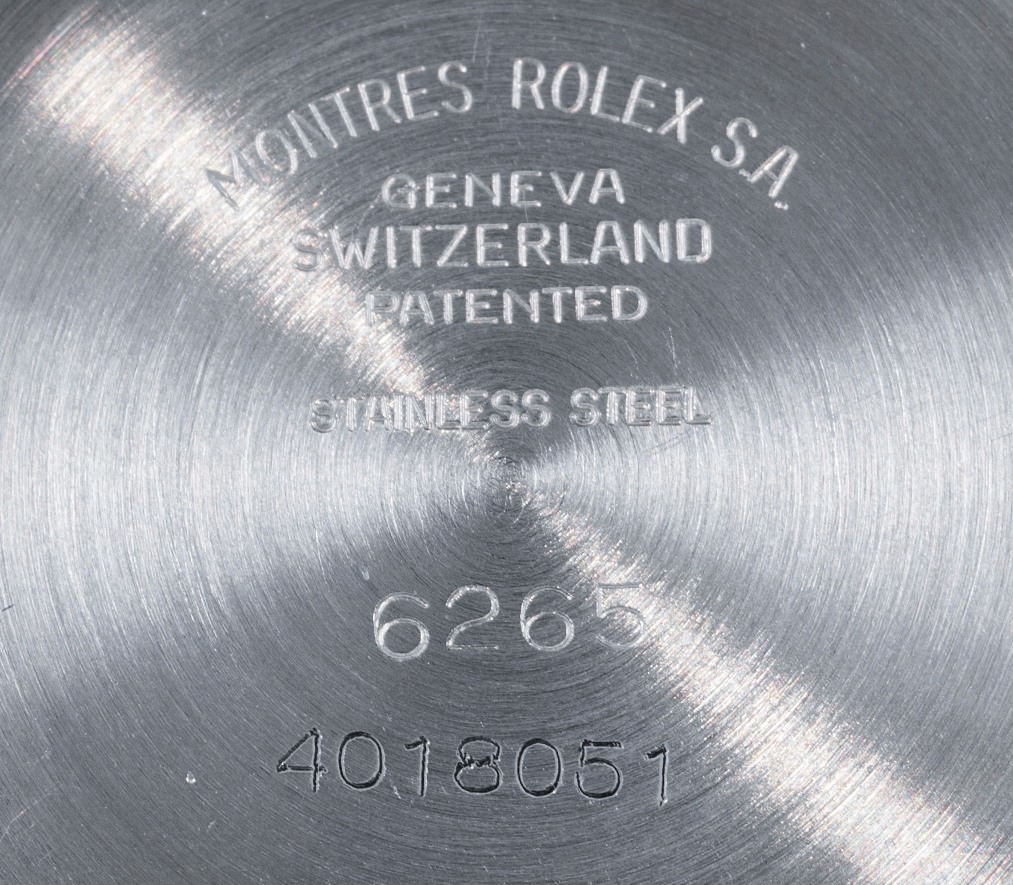 MONTRES ROLEX S.A.
GENEVA
SWITZERLAND
PATENTED
STAINLESS STEEL
6265
4018051